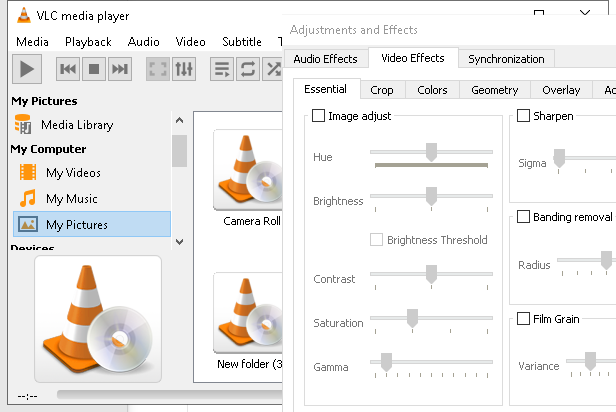 VLC media player
Media Playback Audio Video Subtitle
My Pictures
Media Library
My Computer
My Videos
My Music
My Pictures
Devices
Camera Roll
New folder (3
--:--
Adjustments and Effects
Audio Effects Video Effects Synchronization
Essential Crop Colors Geometry Overlay
Image adjust
Hue
Brightness
Brightness Threshold
Contrast
Saturation
Gamma
Sharpen
Sigma
Banding removal
Radius
Film Grain
Variance